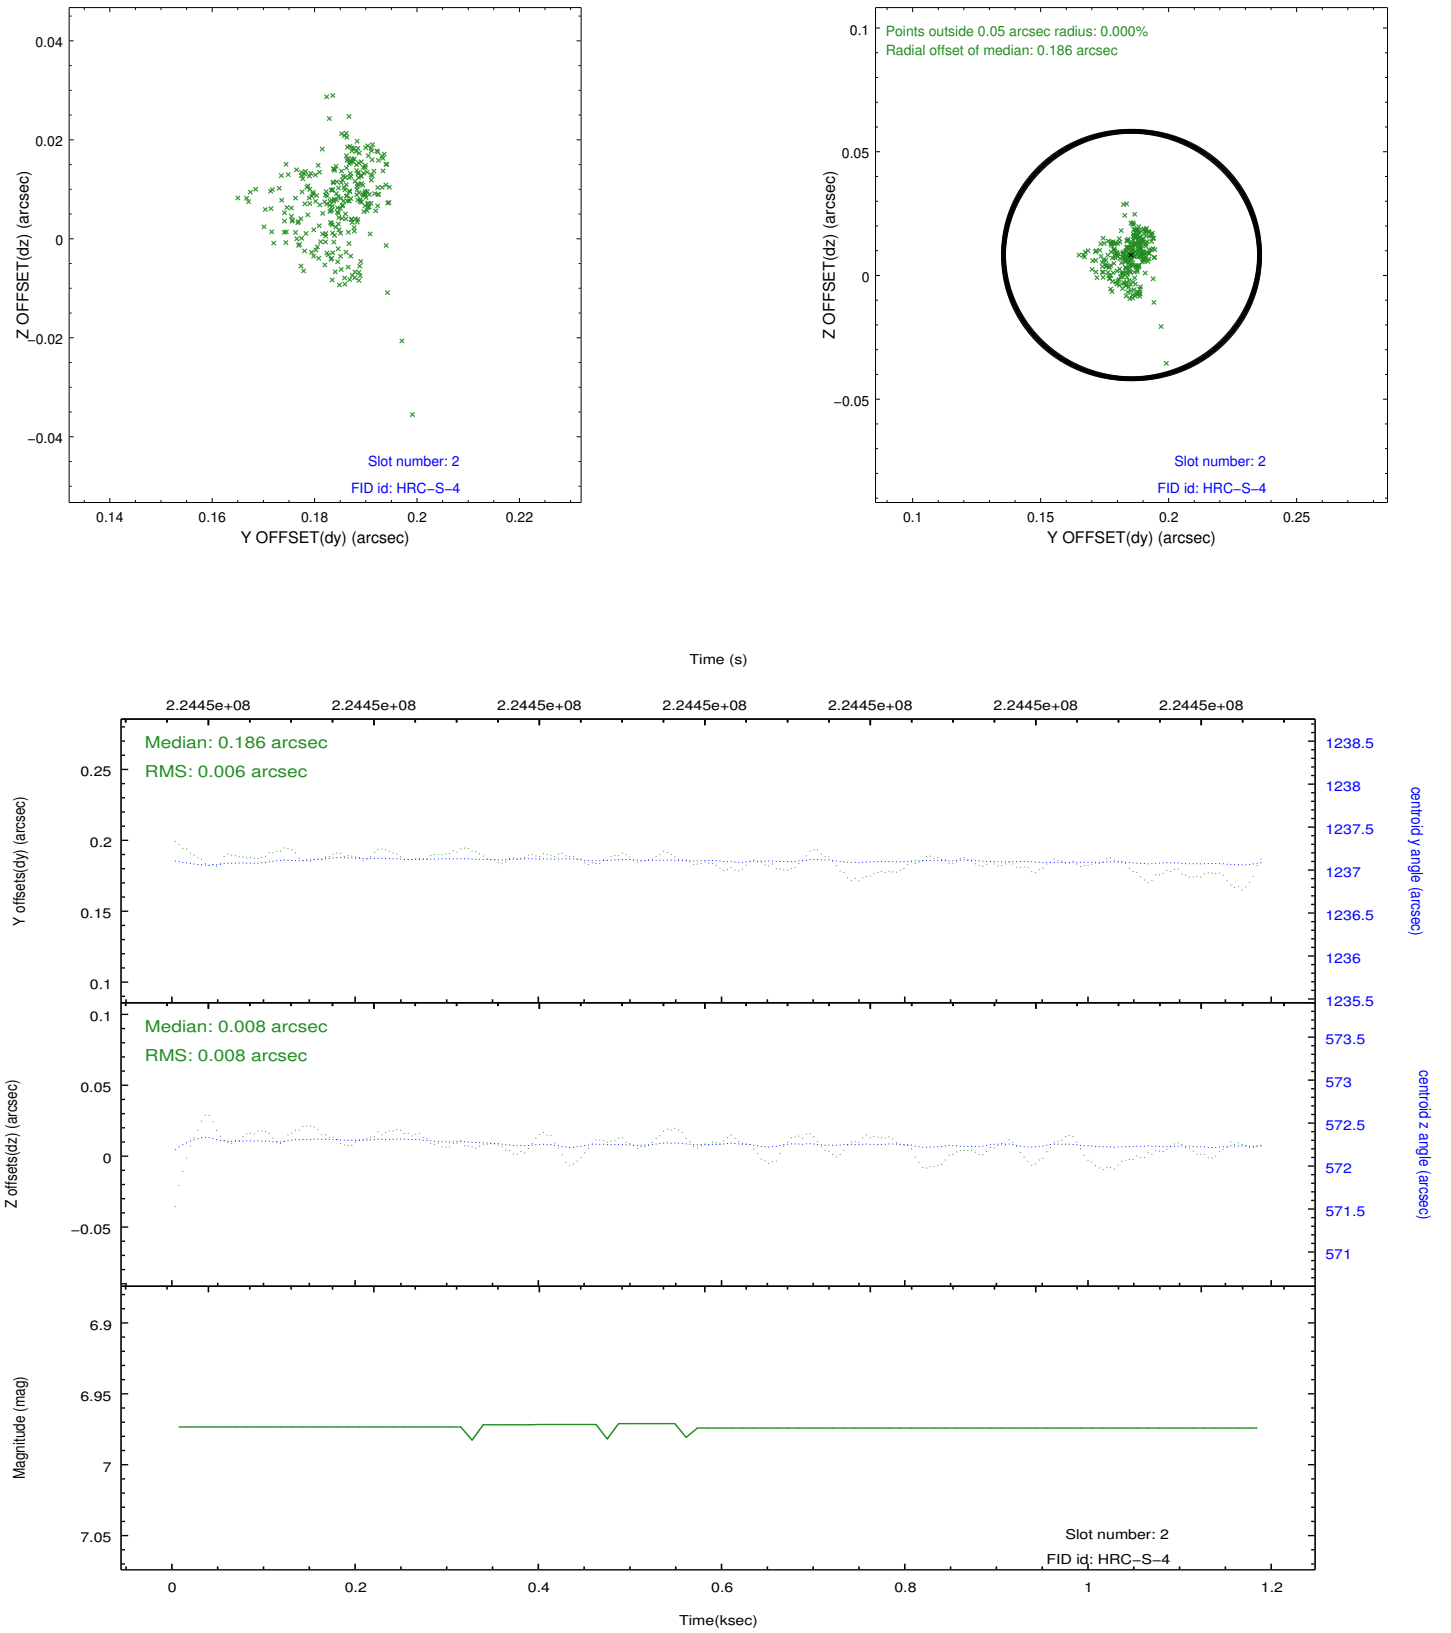 0.04
0.02
0
−0.02
−0.04
Z OFFSET(dz) (arcsec)
Slot number: 2
FID id: HRC−S−4
0.14
0.16
0.18
0.2
0.22
Y OFFSET(dy) (arcsec)
Points outside 0.05 arcsec radius: 0.000%
Radial offset of median: 0.186 arcsec
0.1
0.05
0
−0.05
Z OFFSET(dz) (arcsec)
Slot number: 2
FID id: HRC−S−4
0.1
0.15
0.2
0.25
Y OFFSET(dy) (arcsec)
Time (s)
2.2445e+08
2.2445e+08
2.2445e+08
2.2445e+08
2.2445e+08
2.2445e+08
2.2445e+08
Median: 0.186 arcsec
RMS: 0.006 arcsec
0.25
0.2
0.15
0.1
Y offsets(dy) (arcsec)
1238.5
1238
1237.5
1237
1236.5
1236
1235.5
centroid y angle (arcsec)
Median: 0.008 arcsec
RMS: 0.008 arcsec
0.1
0.05
0
−0.05
Z offsets(dz) (arcsec)
573.5
573
572.5
572
571.5
571
centroid z angle (arcsec)
6.9
6.95
7
7.05
Magnitude (mag)
Slot number: 2
FID id: HRC−S−4
0
0.2
0.4
0.6
0.8
1
1.2
Time(ksec)